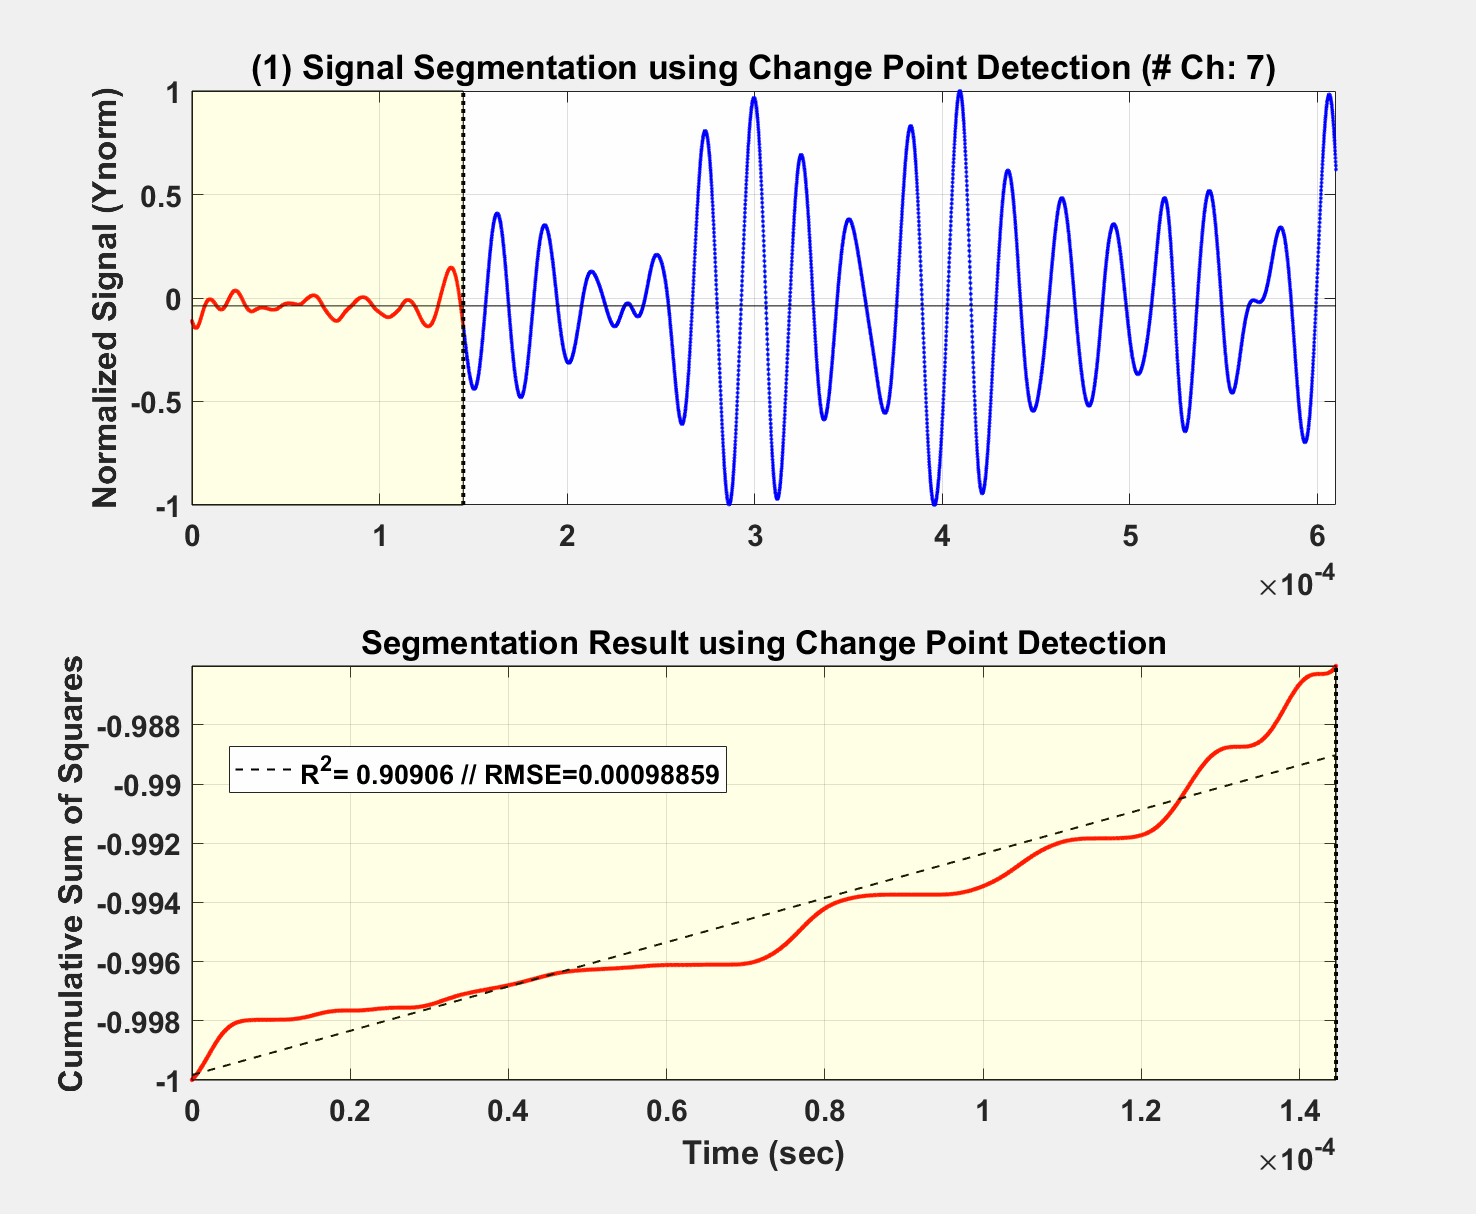 (1) Signal Segmentation using Change Point Detection (# Ch: 7)
Normalized Signal (Ynorm)
1
0.5
0
-0.5
-1
0 1 2 3 4 5 6
×10-4
Segmentation Result using Change Point Detection
Cumulative Sum of Squares
-0.988
-0.99
-0.992
-0.994
-0.996
-0.998
-1
R2= 0.90906 // RMSE=0.00098859
0 0.2 0.4 0.6 0.8 1 1.2 1.4
Time (sec)
×10-4